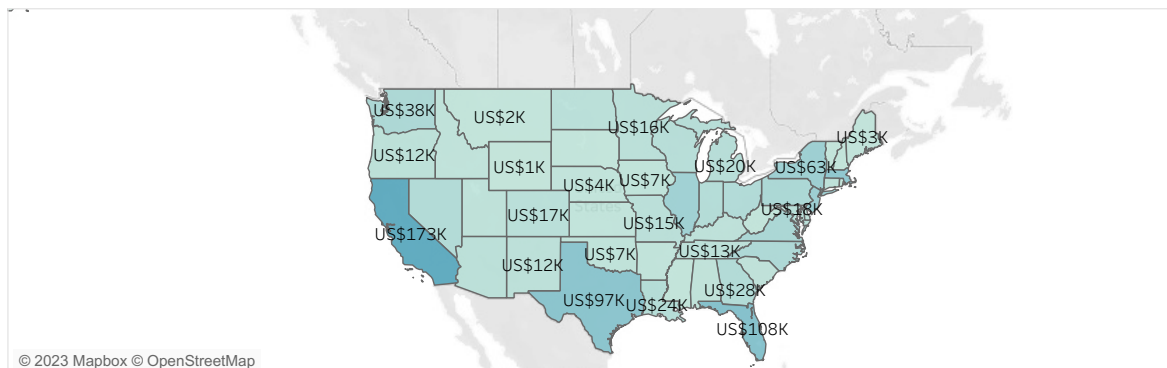 US$38K
US$2K
US$16K
US$3K
US$12K
US$1K
US$20K
US$63K
US$4K
US$7K
US$17K
States
US$15K
US$18K
US$173K
US$12K
US$7K
US$13K
US$97K
US$24K
US$28K
US$108K
© 2023 Mapbox © OpenStreetMap